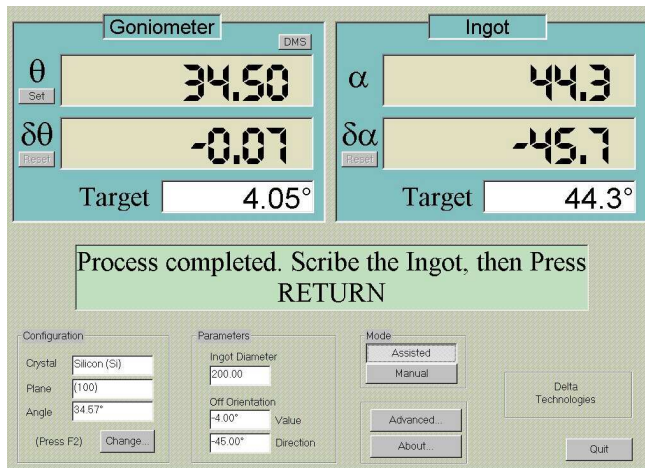 Goniometer
DMS
θ 34.50
Set
δθ -0.07
Reset
Target 4.05°
Ingot
α 44.3
δα -45.7
Reset
Target 44.3°
Process completed. Scribe the Ingot, then Press
RETURN
Configuration
Crystal Silicon (Si)
Plane (100)
Angle 34.57°
(Press F2) Change...
Parameters
Ingot Diameter
200.00
Off Orientation
-4.00° Value
-45.00° Direction
Mode
Assisted
Manual
Advanced...
About...
Delta
Technologies
Quit